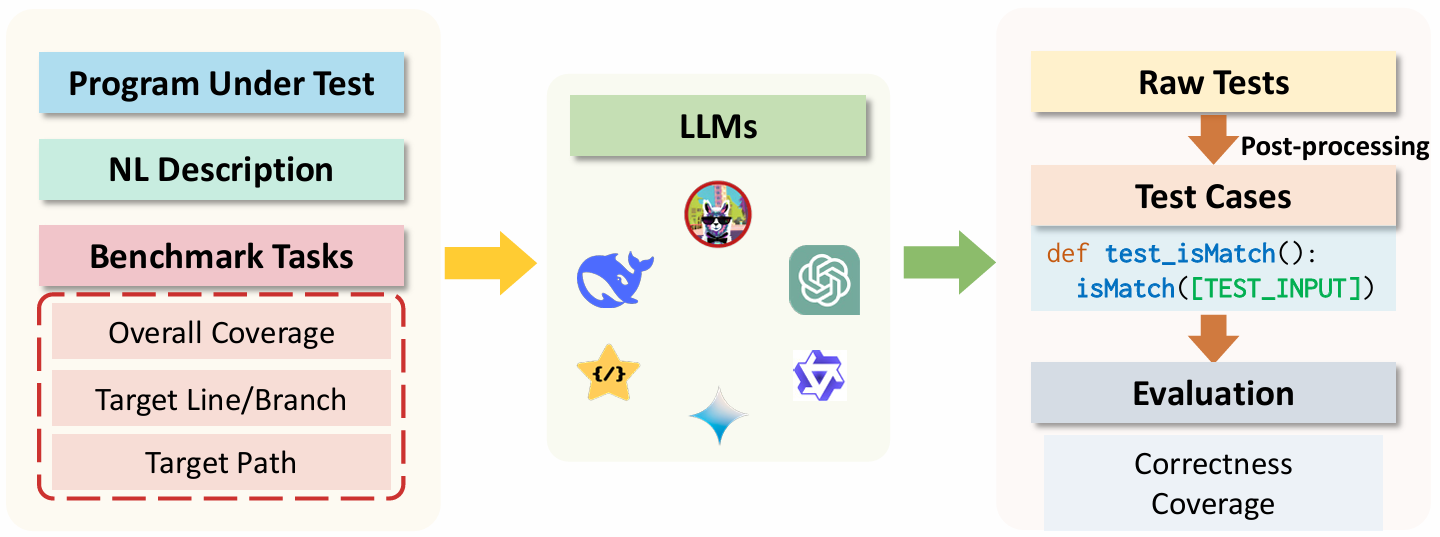 Program Under Test
NL Description
Benchmark Tasks
Overall Coverage
Target Line/Branch
Target Path
LLMs
{/}
Raw Tests
Post-processing
Test Cases
def test_isMatch():
isMatch([TEST_INPUT])
Evaluation
Correctness
Coverage